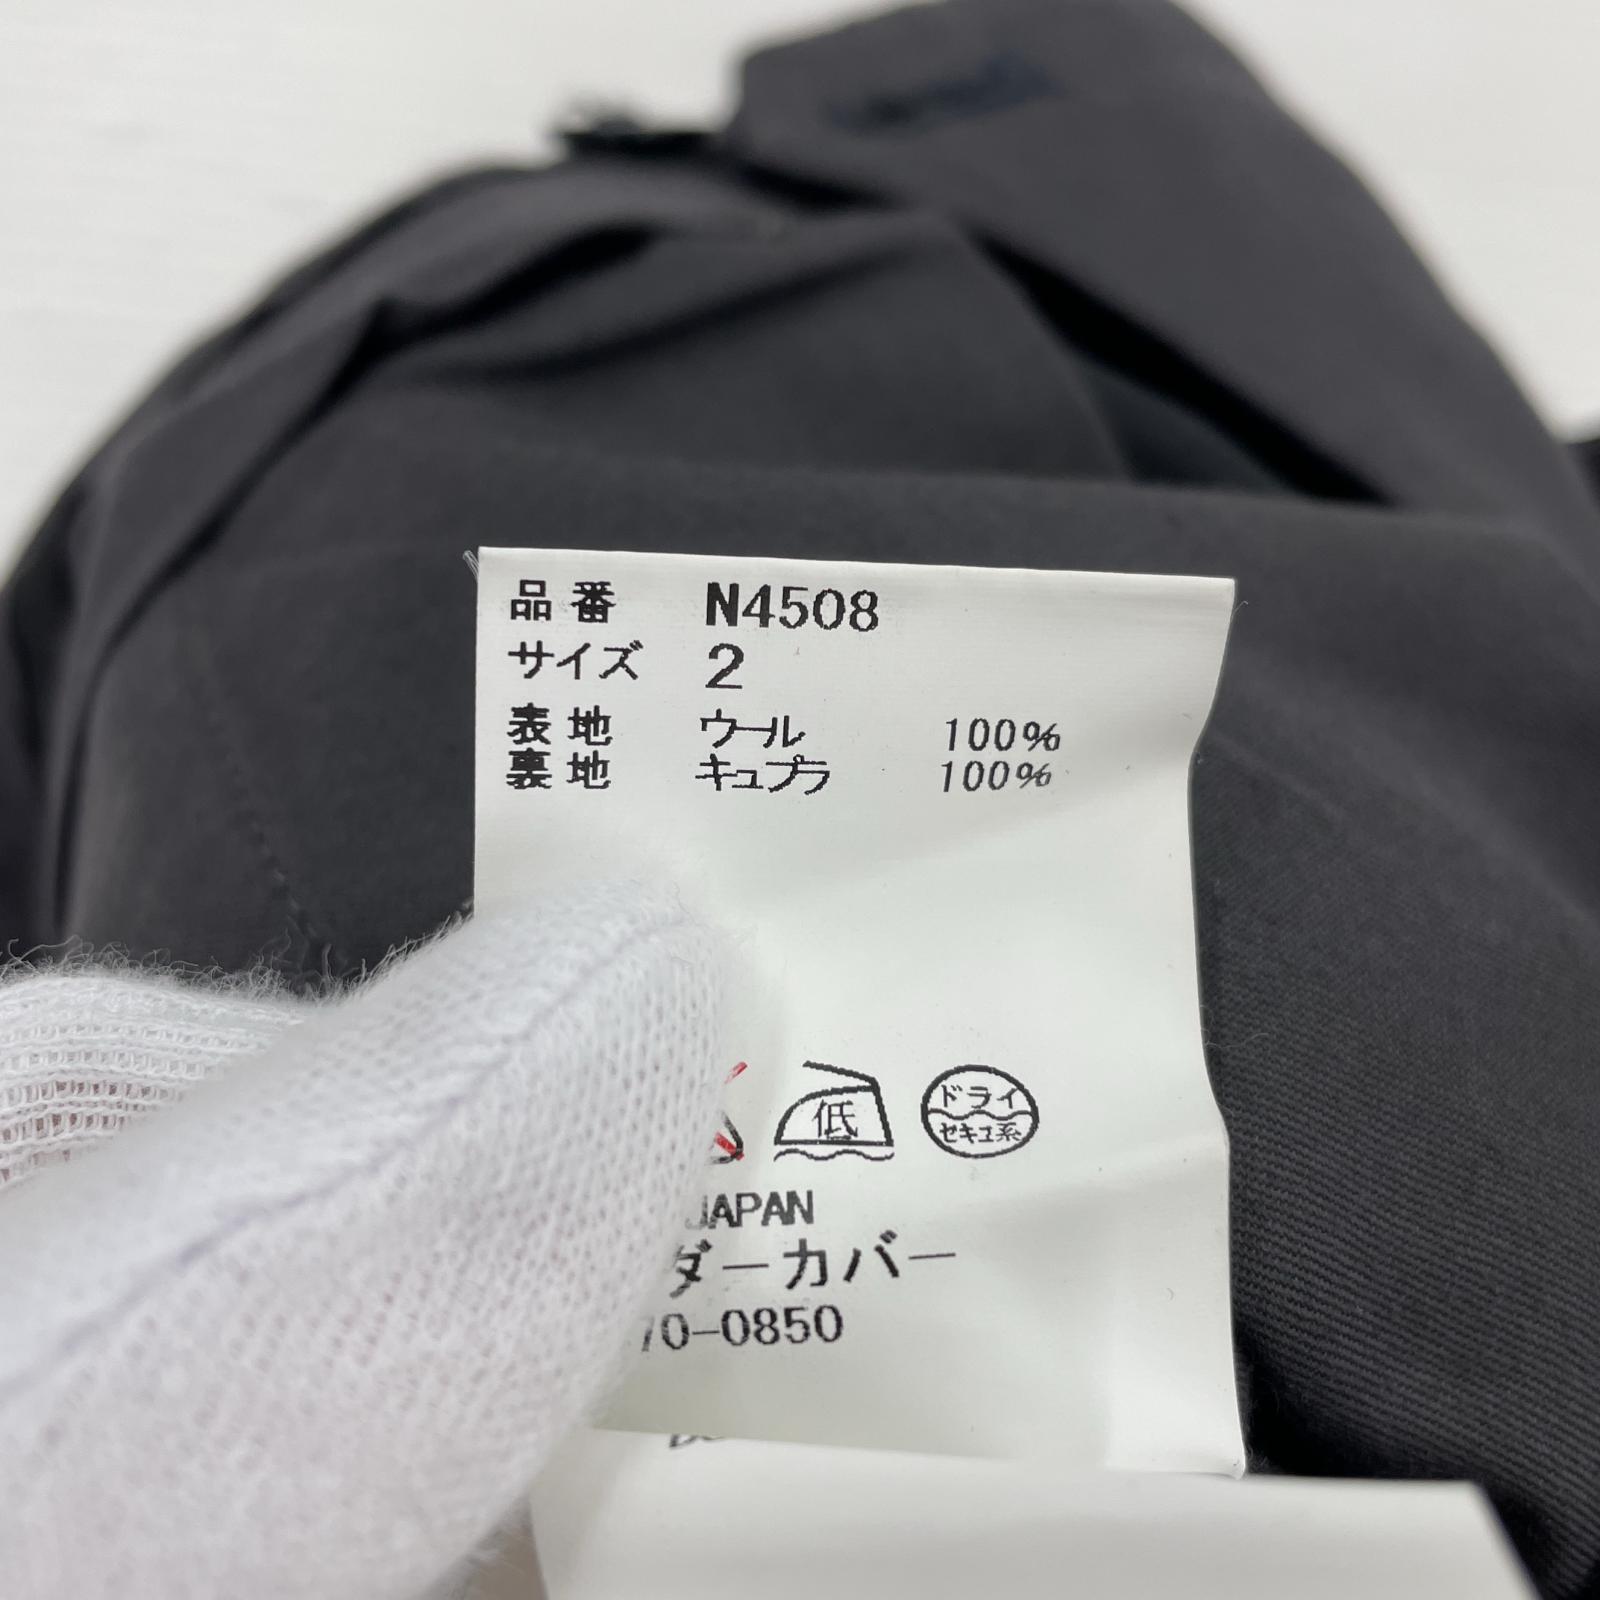 品番 N4508
サイズ 2
表地 ウール 100%
裏地 キュプラ 100%
低
ドライ
セキユ系
JAPAN
ダーカバー
70-0850